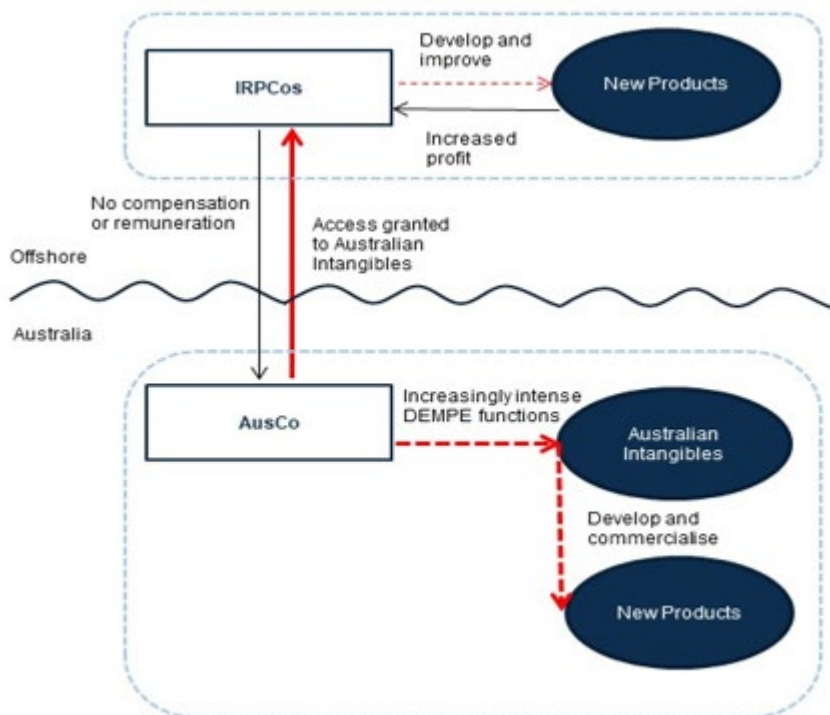 Develop and
improve
IRPCos
New Products
Increased
profit
No compensation
or remuneration
Access granted
to Australian
Intangibles
Offshore
Australia
Increasingly intense
DEMPE functions
AusCo
Australian
Intangibles
Develop and
commercialise
New Products